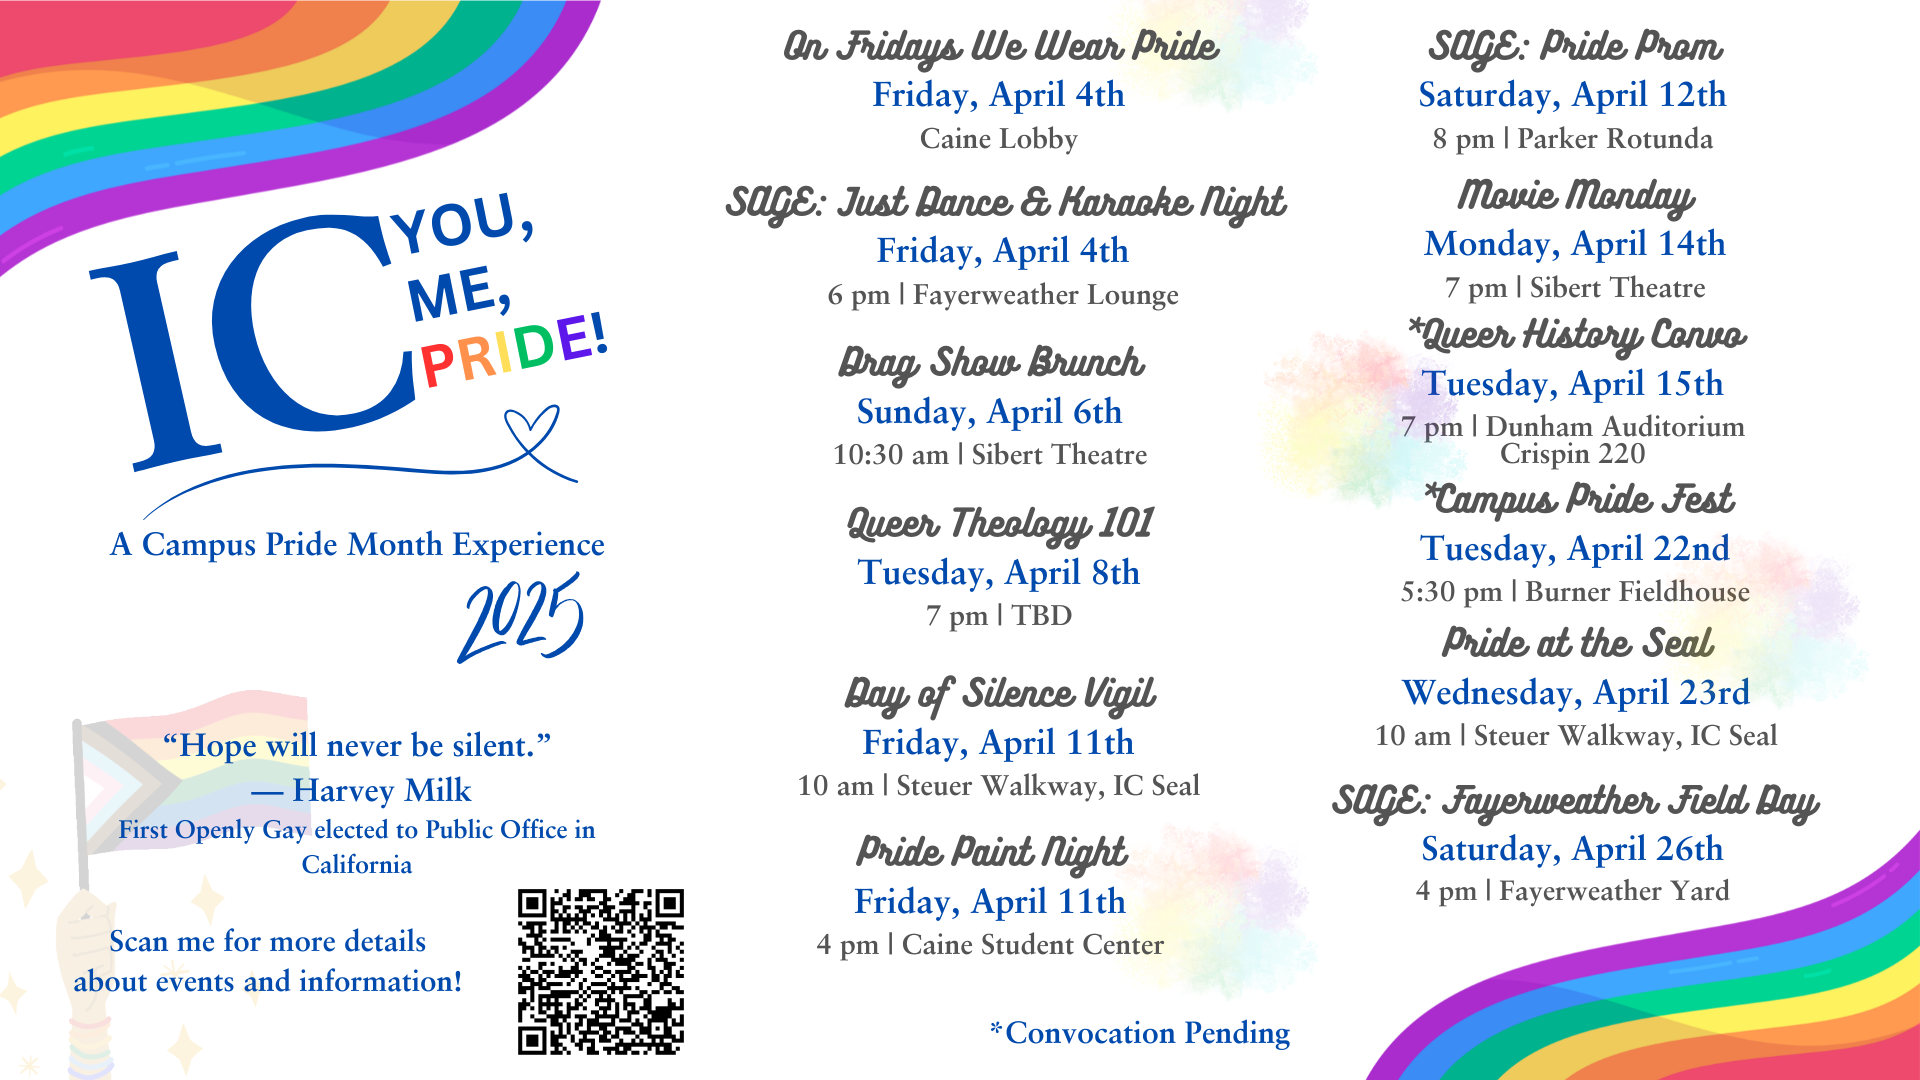 IC
YOU,
ME,
PRIDE!
A Campus Pride Month Experience
2025
“Hope will never be silent.”
— Harvey Milk
First Openly Gay elected to Public Office in
California
Scan me for more details
about events and information!
On Fridays We Wear Pride
Friday, April 4th
Caine Lobby
SAGE: Just Dance & Karaoke Night
Friday, April 4th
6 pm | Fayerweather Lounge
Drag Show Brunch
Sunday, April 6th
10:30 am | Sibert Theatre
Queer Theology 101
Tuesday, April 8th
7 pm | TBD
Day of Silence Vigil
Friday, April 11th
10 am | Steuer Walkway, IC Seal
Pride Paint Night
Friday, April 11th
4 pm | Caine Student Center
*Convocation Pending
SAGE: Pride Prom
Saturday, April 12th
8 pm | Parker Rotunda
Movie Monday
Monday, April 14th
7 pm | Sibert Theatre
*Queer History Convo
Tuesday, April 15th
7 pm | Dunham Auditorium
Crispin 220
*Campus Pride Fest
Tuesday, April 22nd
5:30 pm | Burner Fieldhouse
Pride at the Seal
Wednesday, April 23rd
10 am | Steuer Walkway, IC Seal
SAGE: Fayerweather Field Day
Saturday, April 26th
4 pm | Fayerweather Yard